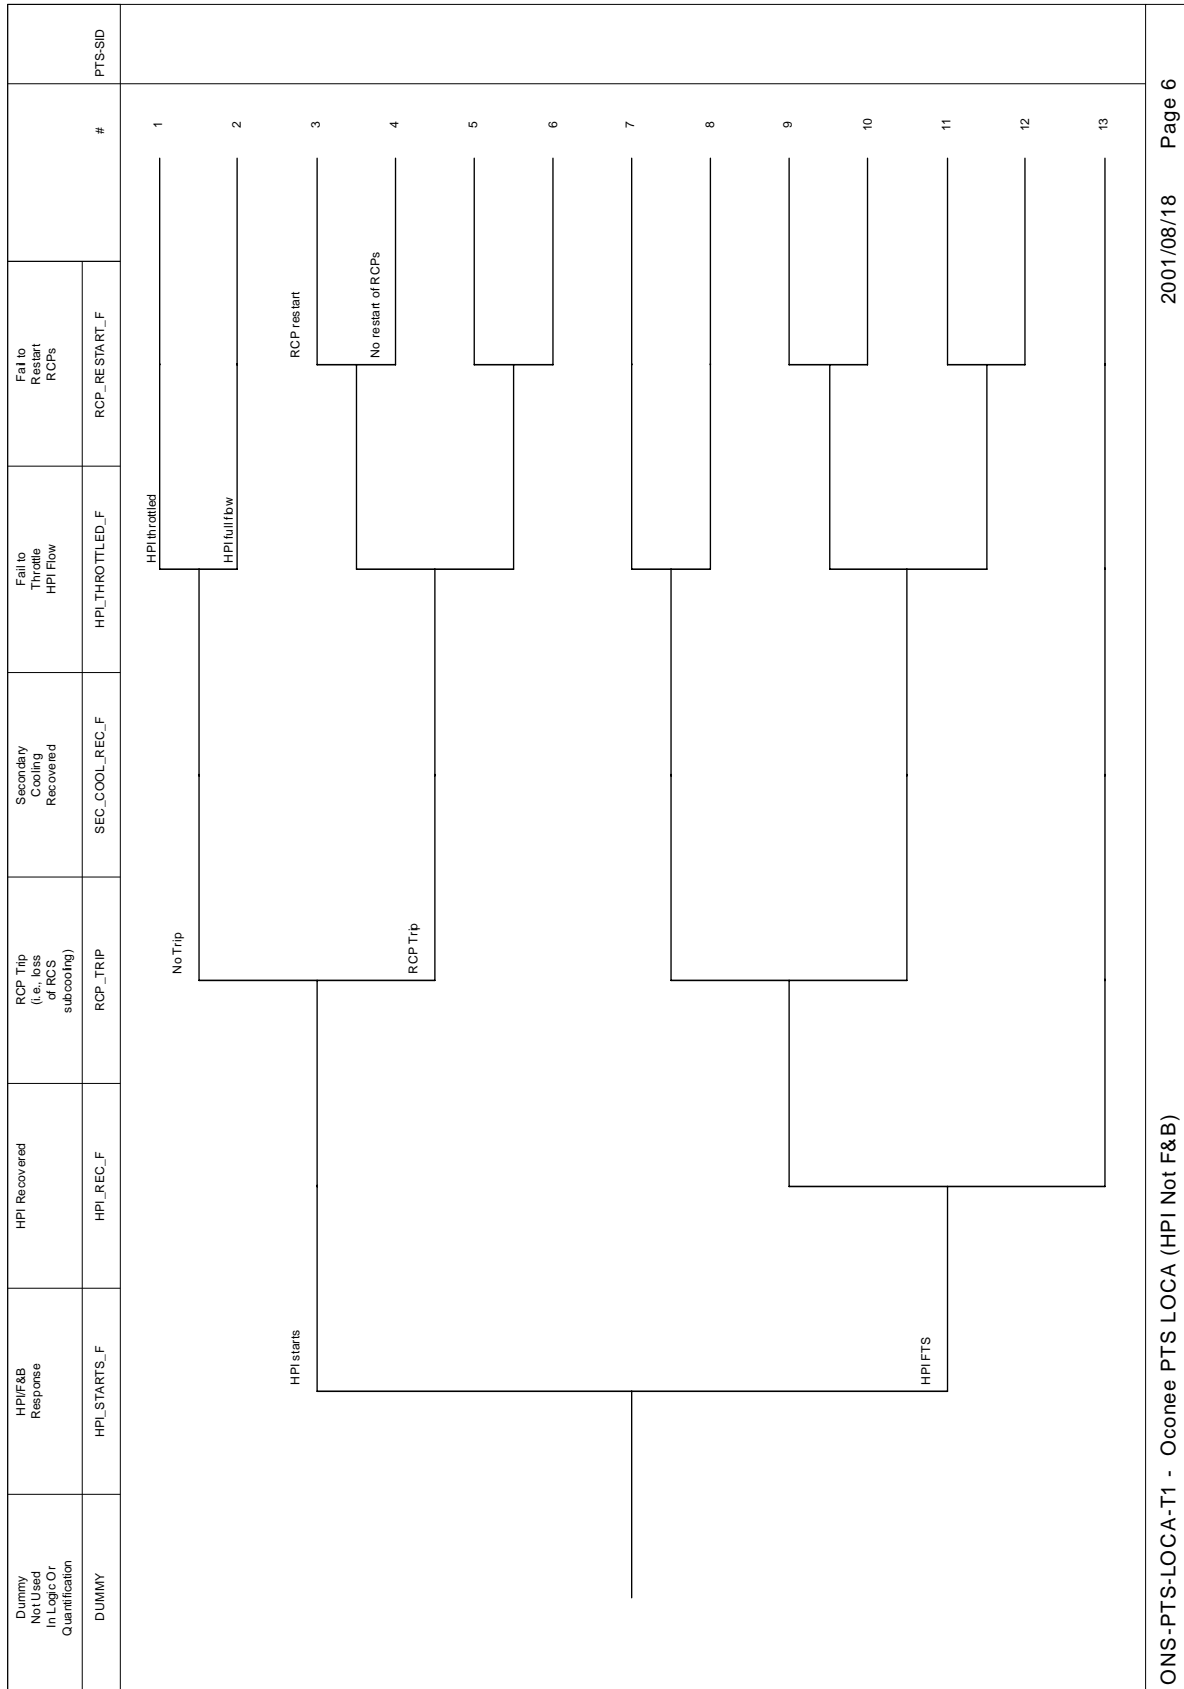 Dummy
Not Used
In Logic Or
Quantification
HPI/F&B
Response
HPI Recovered
RCP Trip
(i.e., loss
of RCS
subcooling)
Secondary
Cooling
Recovered
Fail to
Throttle
HPI Flow
Fail to
Restart
RCPs
DUMMY
HPI_STARTS_F
HPI_REC_F
RCP_TRIP
SEC_COOL_REC_F
HPI_THROTTLED_F
RCP_RESTART_F
#
PTS-SID
HPI throttled
1
No Trip
HPI full flow
2
HPI starts
RCP restart
3
No restart of RCPs
4
RCP Trip
5
6
7
8
9
10
HPI FTS
11
12
13
ONS-PTS-LOCA-T1 - Oconee PTS LOCA (HPI Not F&B)
2001/08/18
Page 6